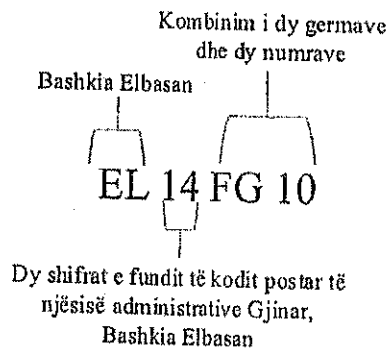 Kombinim i dy germave
dhe dy numrave
Bashkia Elbasan
EL 14 FG 10
Dy shifrat e fundit të kodit postar të
njësisë administrative Gjinar,
Bashkia Elbasan